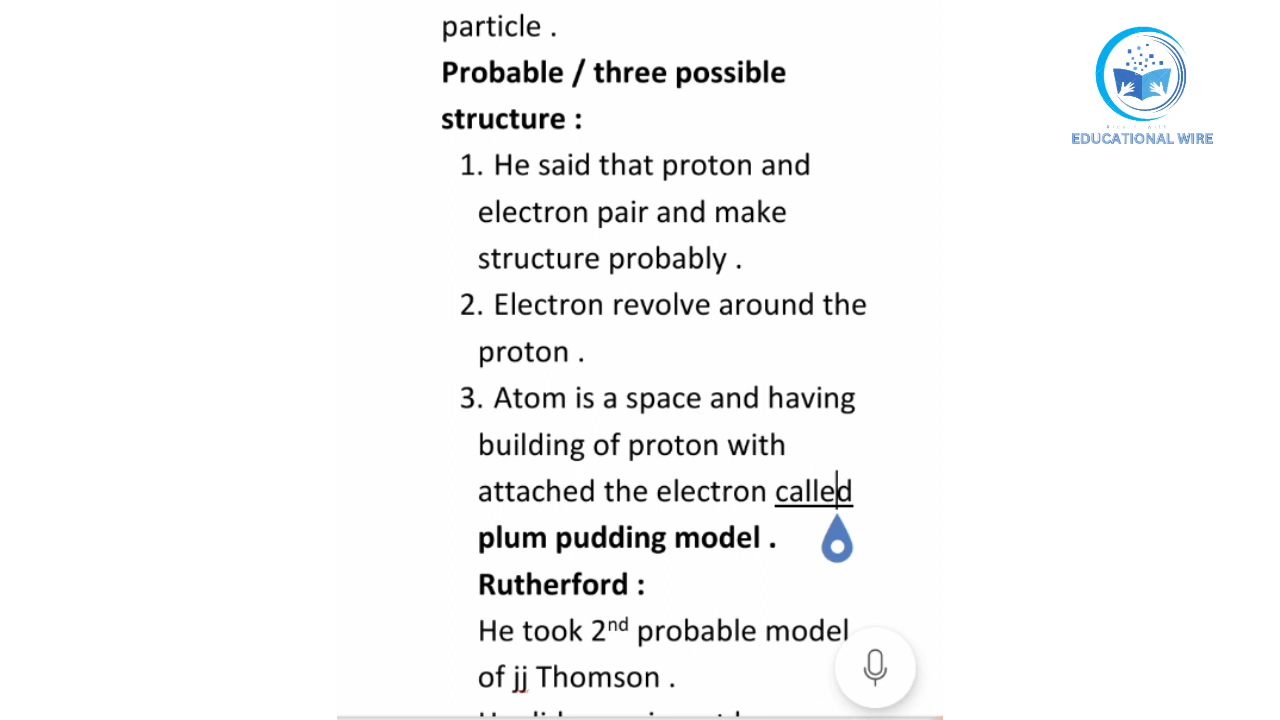 particle .
Probable / three possible
structure :
1. He said that proton and
electron pair and make
structure probably .
2. Electron revolve around the
proton .
3. Atom is a space and having
building of proton with
attached the electron called
plum pudding model .
Rutherford :
He took 2nd probable model
of jj Thomson .
EDUCATIONAL WIRE